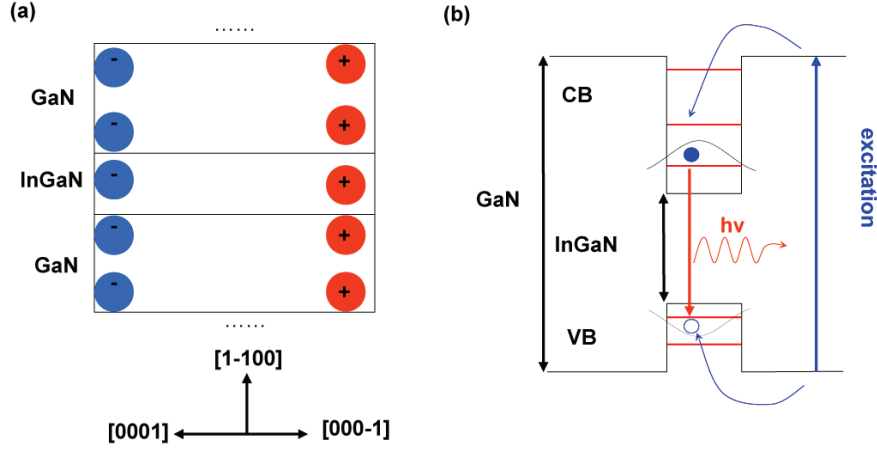 (a)
......
- +
GaN
- +
InGaN
- +
- +
GaN
- +
......
[1-100]
[0001]
[000-1]
(b)
CB
GaN
hv
InGaN
VB
excitation